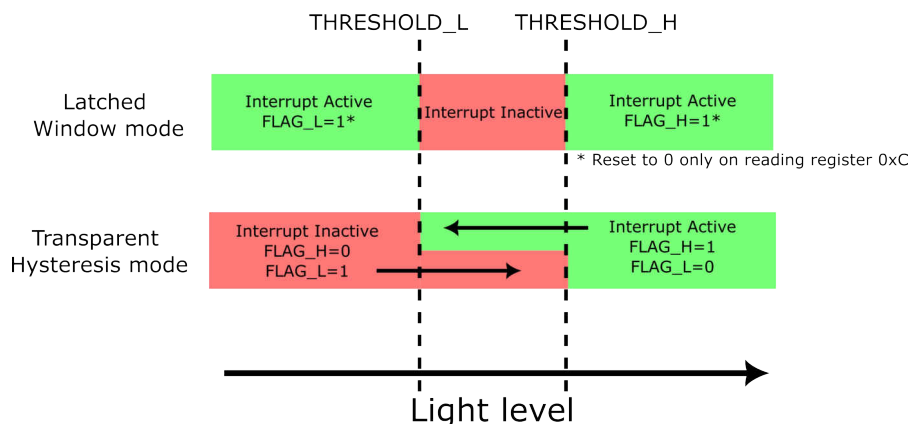 THRESHOLD_L
THRESHOLD_H
Latched
Window mode
Interrupt Active
FLAG_L=1*
Interrupt Inactive
Interrupt Active
FLAG_H=1*
* Reset to 0 only on reading register 0xC
Transparent
Hysteresis mode
Interrupt Inactive
FLAG_H=0
FLAG_L=1
Interrupt Active
FLAG_H=1
FLAG_L=0
Light level